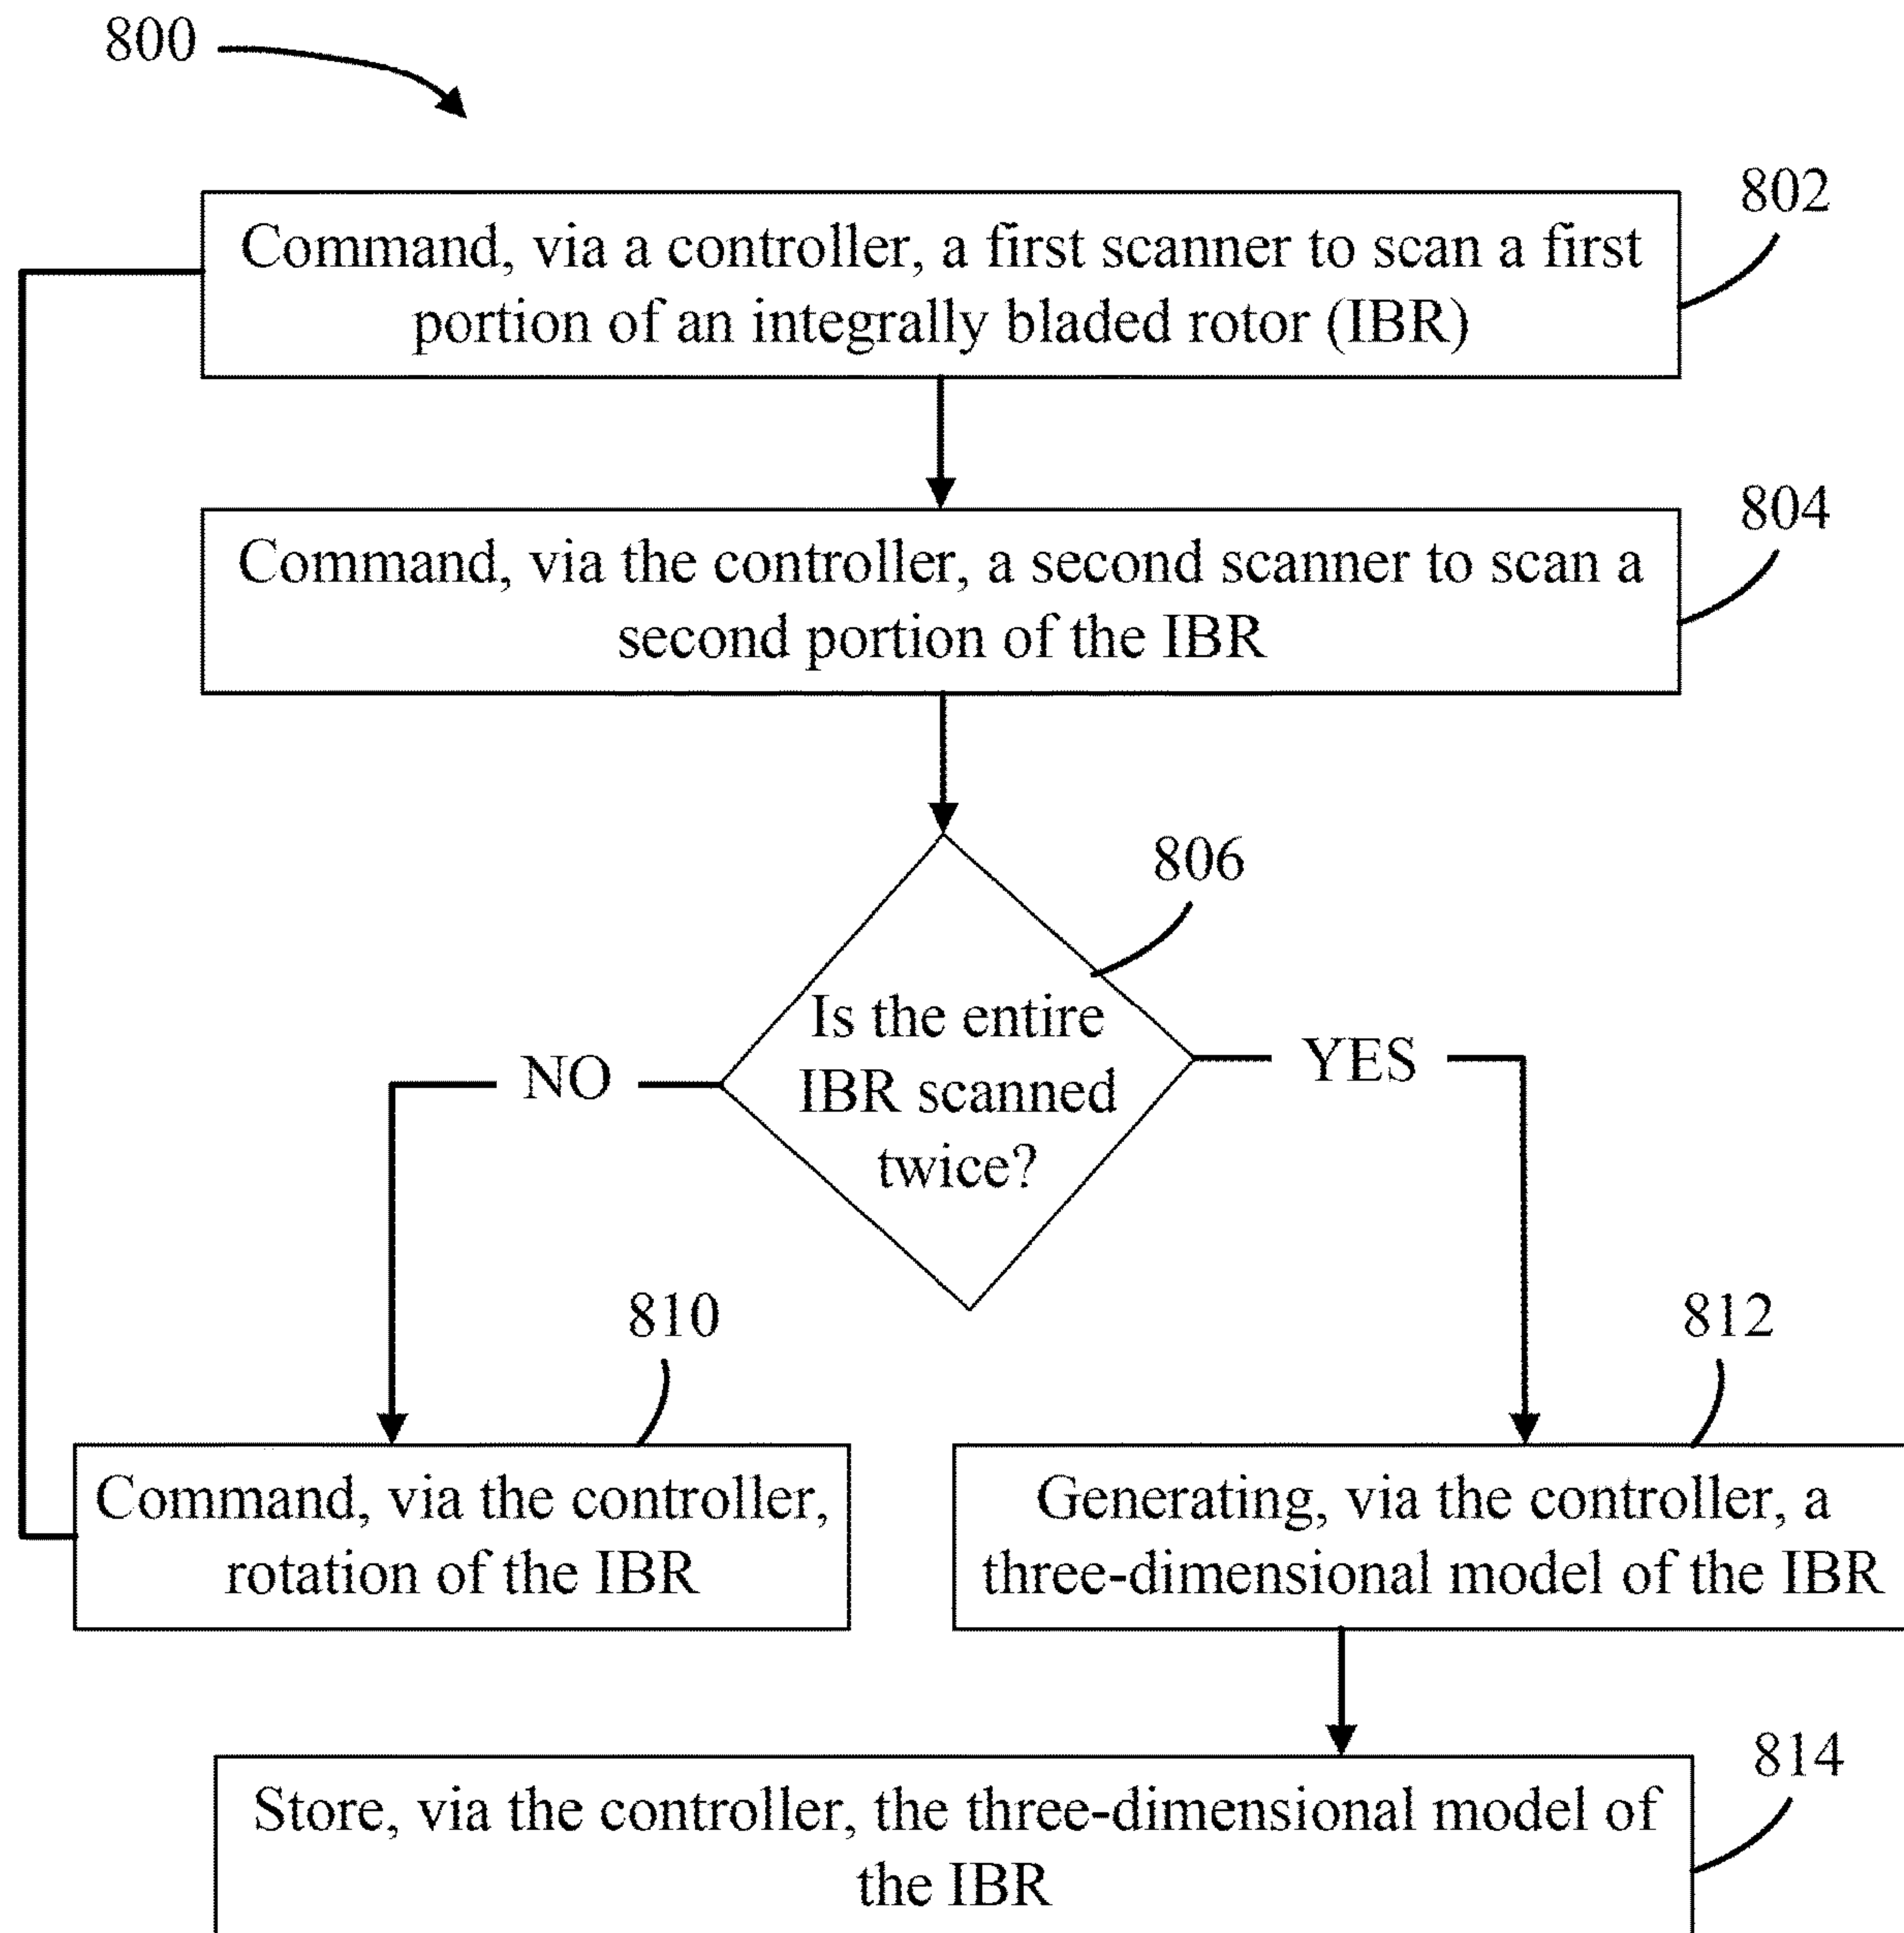 800
802
Command, via a controller, a first scanner to scan a first
portion of an integrally bladed rotor (IBR)
804
Command, via the controller, a second scanner to scan a
second portion of the IBR
806
Is the entire
IBR scanned
twice?
NO
YES
810
812
Command, via the controller,
rotation of the IBR
Generating, via the controller, a
three-dimensional model of the IBR
814
Store, via the controller, the three-dimensional model of
the IBR